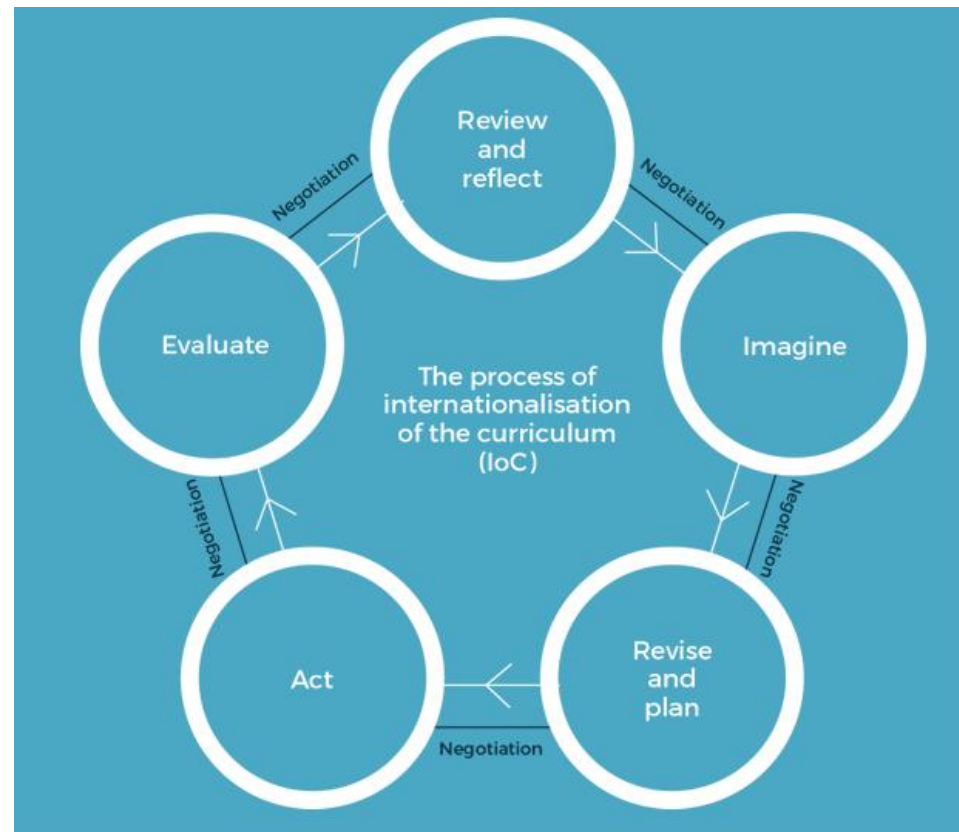 Review
and
reflect
Negotiation
Negotiation
Evaluate
Imagine
The process of
internationalisation
of the curriculum
(IoC)
Negotiation
Negotiation
Act
Revise
and
plan
Negotiation